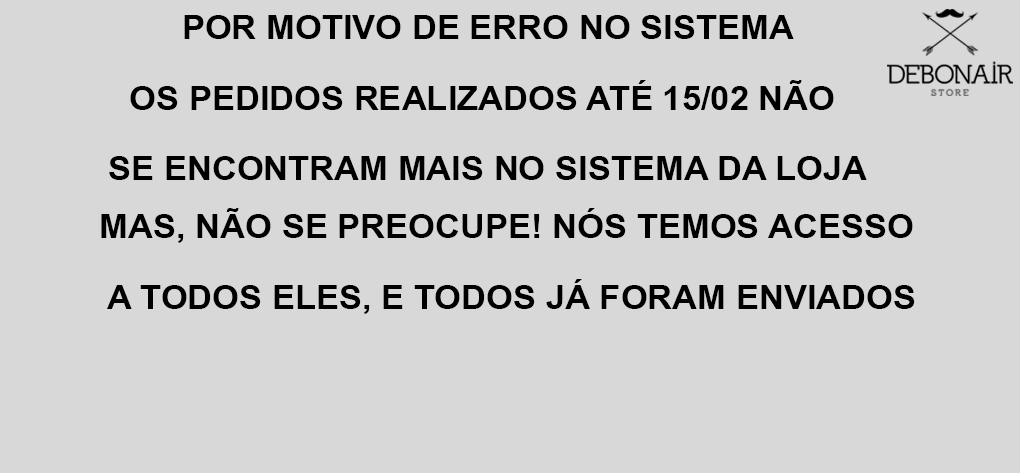 POR MOTIVO DE ERRO NO SISTEMA
DEBONAIR
STORE
OS PEDIDOS REALIZADOS ATÉ 15/02 NÃO
SE ENCONTRAM MAIS NO SISTEMA DA LOJA
MAS, NÃO SE PREOCUPE! NÓS TEMOS ACESSO
A TODOS ELES, E TODOS JÁ FORAM ENVIADOS